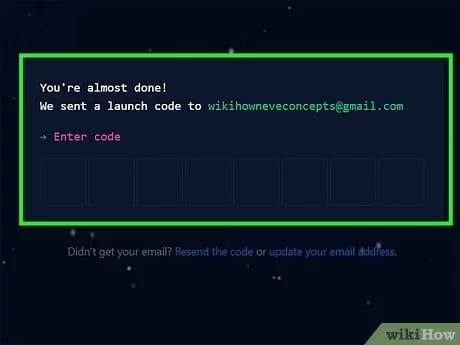 You're almost done!
We sent a launch code to wikihowneveconcepts@gmail.com
→ Enter code
Didn't get your email? Resend the code or update your email address.
wikiHow